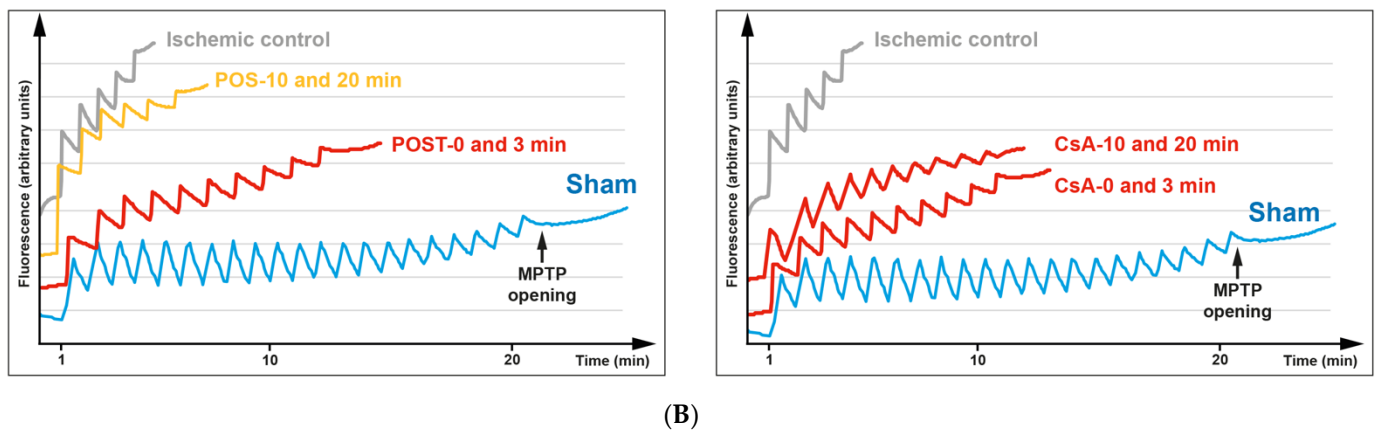 Fluorescence (arbitrary units)
Ischemic control
POS-10 and 20 min
POST-0 and 3 min
Sham
MPTP
opening
1
10
20
Time (min)
Fluorescence (arbitrary units)
Ischemic control
CsA-10 and 20 min
CsA-0 and 3 min
Sham
MPTP
opening
1
10
20
Time (min)
(B)